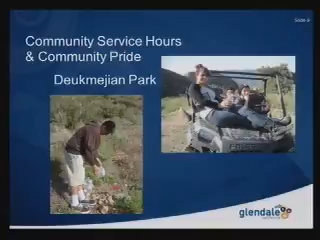 Community Service Hours
& Community Pride
Deukmejian Park
glendale